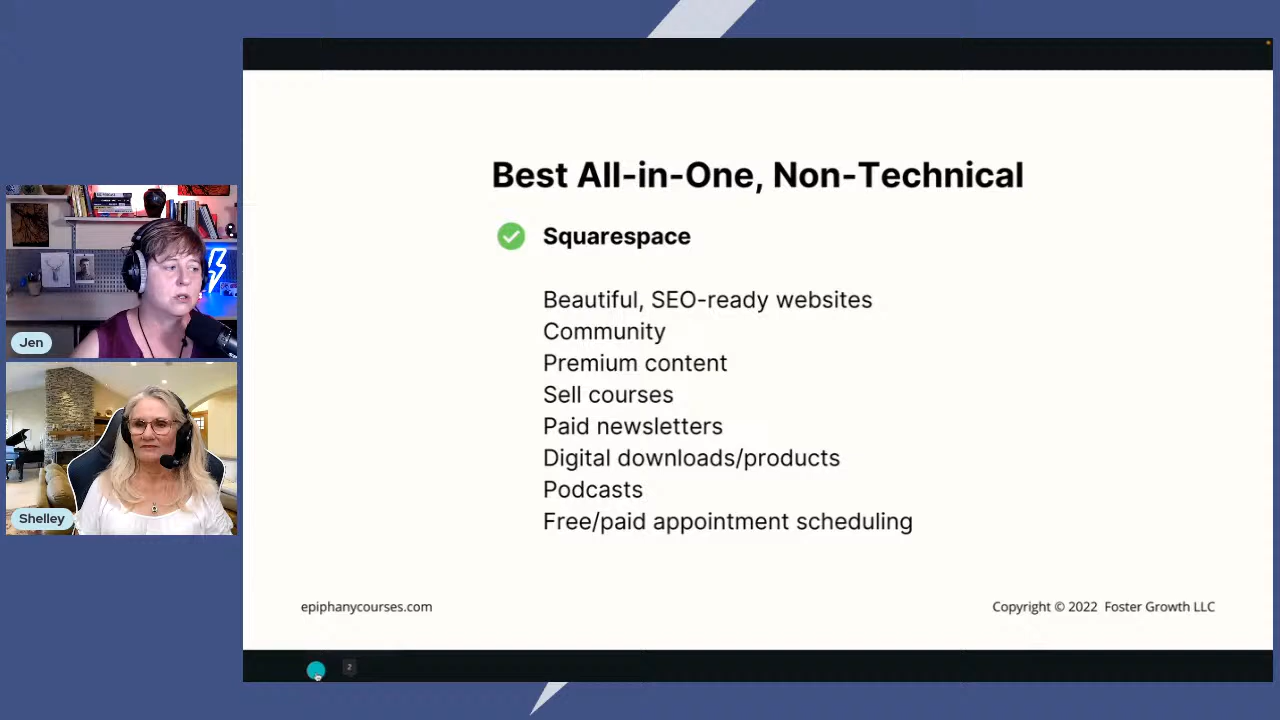 Best All-in-One, Non-Technical
Squarespace
Beautiful, SEO-ready websites
Community
Premium content
Sell courses
Paid newsletters
Digital downloads/products
Podcasts
Free/paid appointment scheduling
epiphanycourses.com
Copyright © 2022 Foster Growth LLC
Jen
Shelley
2